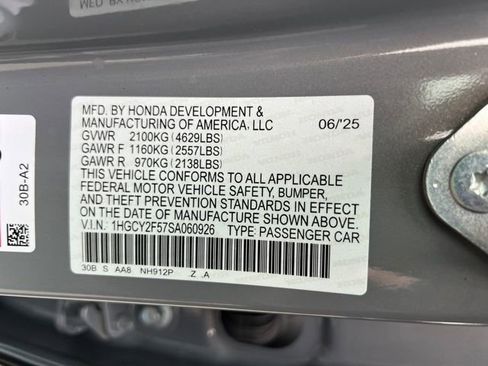 MFD. BY HONDA DEVELOPMENT &
MANUFACTURING OF AMERICA, LLC 06/'25
GVWR 2100KG (4629LBS)
GAWR F 1160KG (2557LBS)
GAWR R 970KG (2138LBS)
THIS VEHICLE CONFORMS TO ALL APPLICABLE
FEDERAL MOTOR VEHICLE SAFETY, BUMPER,
AND THEFT PREVENTION STANDARDS IN EFFECT
ON THE DATE OF MANUFACTURE SHOWN ABOVE.
V.I.N. 1HGCY2F57SA060926 TYPE: PASSENGER CAR
30B S AA8 NH912P Z .A
30B-A2